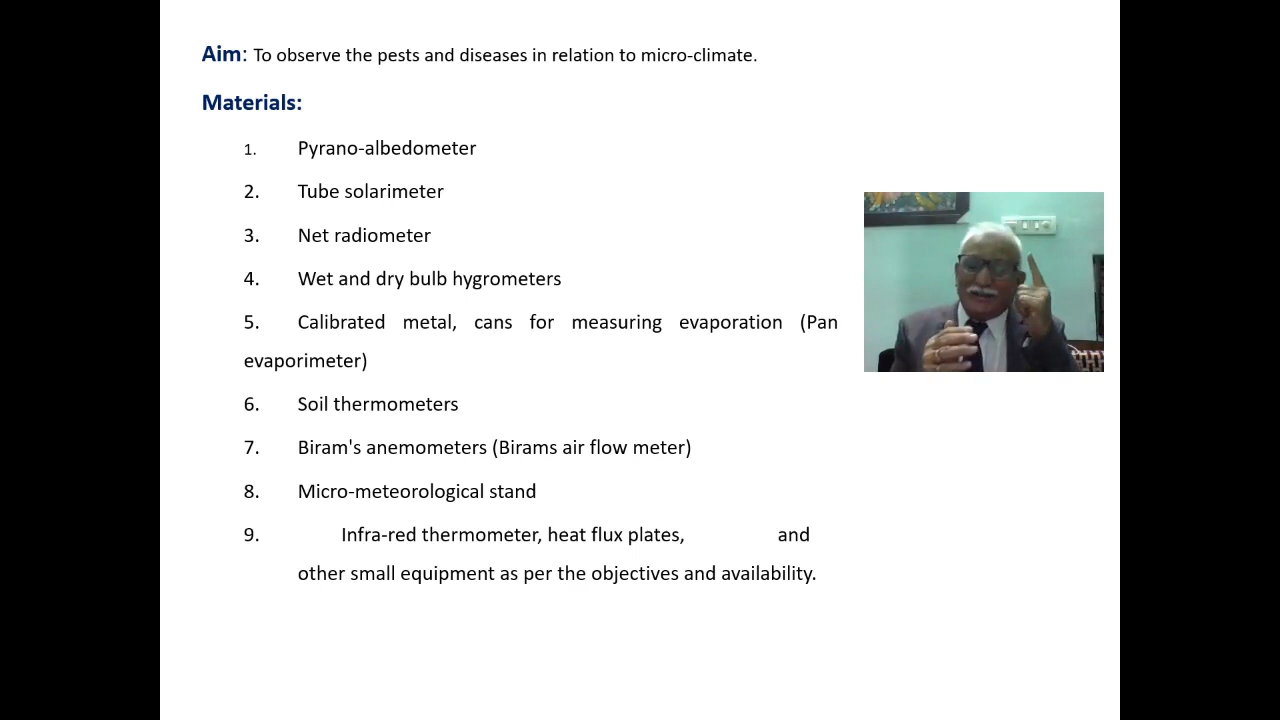 Aim: To observe the pests and diseases in relation to micro-climate.
Materials:
1. Pyrano-albedometer
2. Tube solarimeter
3. Net radiometer
4. Wet and dry bulb hygrometers
5. Calibrated metal, cans for measuring evaporation (Pan
evaporimeter)
6. Soil thermometers
7. Biram's anemometers (Birams air flow meter)
8. Micro-meteorological stand
9. Infra-red thermometer, heat flux plates, and
other small equipment as per the objectives and availability.